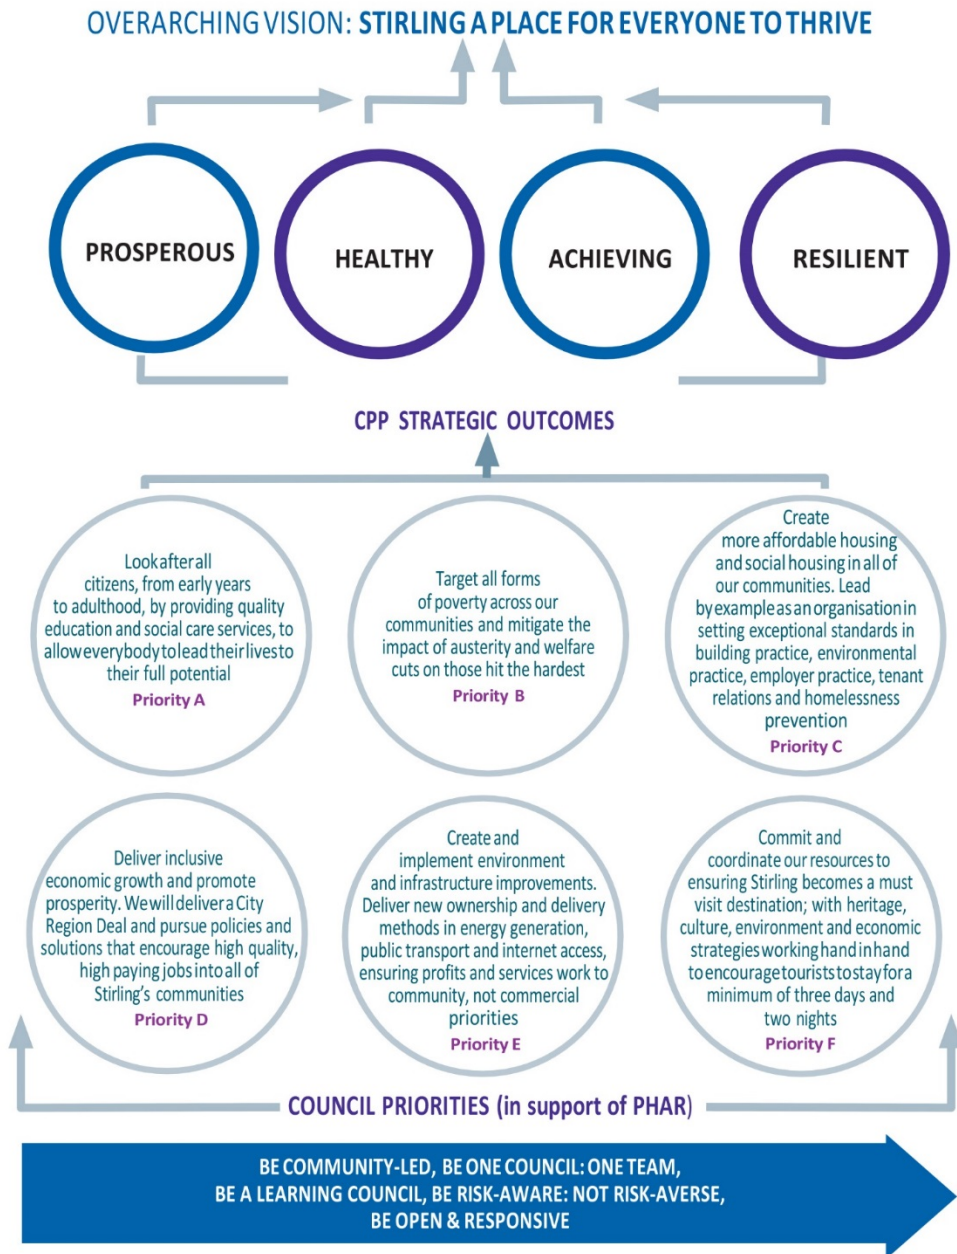 OVERARCHING VISION: STIRLING A PLACE FOR EVERYONE TO THRIVE
PROSPEROUS
HEALTHY
ACHIEVING
RESILIENT
CPP STRATEGIC OUTCOMES
Look after all
citizens, from early years
to adulthood, by providing quality
education and social care services, to
allow everybody to lead their lives to
their full potential
Priority A
Target all forms
of poverty across our
communities and mitigate the
impact of austerity and welfare
cuts on those hit the hardest
Priority B
Create
more affordable housing
and social housing in all of
our communities. Lead
by example as an organisation in
setting exceptional standards in
building practice, environmental
practice, employer practice, tenant
relations and homelessness
prevention
Priority C
Deliver inclusive
economic growth and promote
prosperity. We will deliver a City
Region Deal and pursue policies and
solutions that encourage high quality,
high paying jobs into all of
Stirling's communities
Priority D
Create and
implement environment
and infrastructure improvements.
Deliver new ownership and delivery
methods in energy generation,
public transport and internet access,
ensuring profits and services work to
community, not commercial
priorities
Priority E
Commit and
coordinate our resources to
ensuring Stirling becomes a must
visit destination; with heritage,
culture, environment and economic
strategies working hand in hand
to encourage tourists to stay for a
minimum of three days and
two nights
Priority F
COUNCIL PRIORITIES (in support of PHAR)
BE COMMUNITY-LED, BE ONE COUNCIL: ONE TEAM,
BE A LEARNING COUNCIL, BE RISK-AWARE: NOT RISK-AVERSE,
BE OPEN & RESPONSIVE